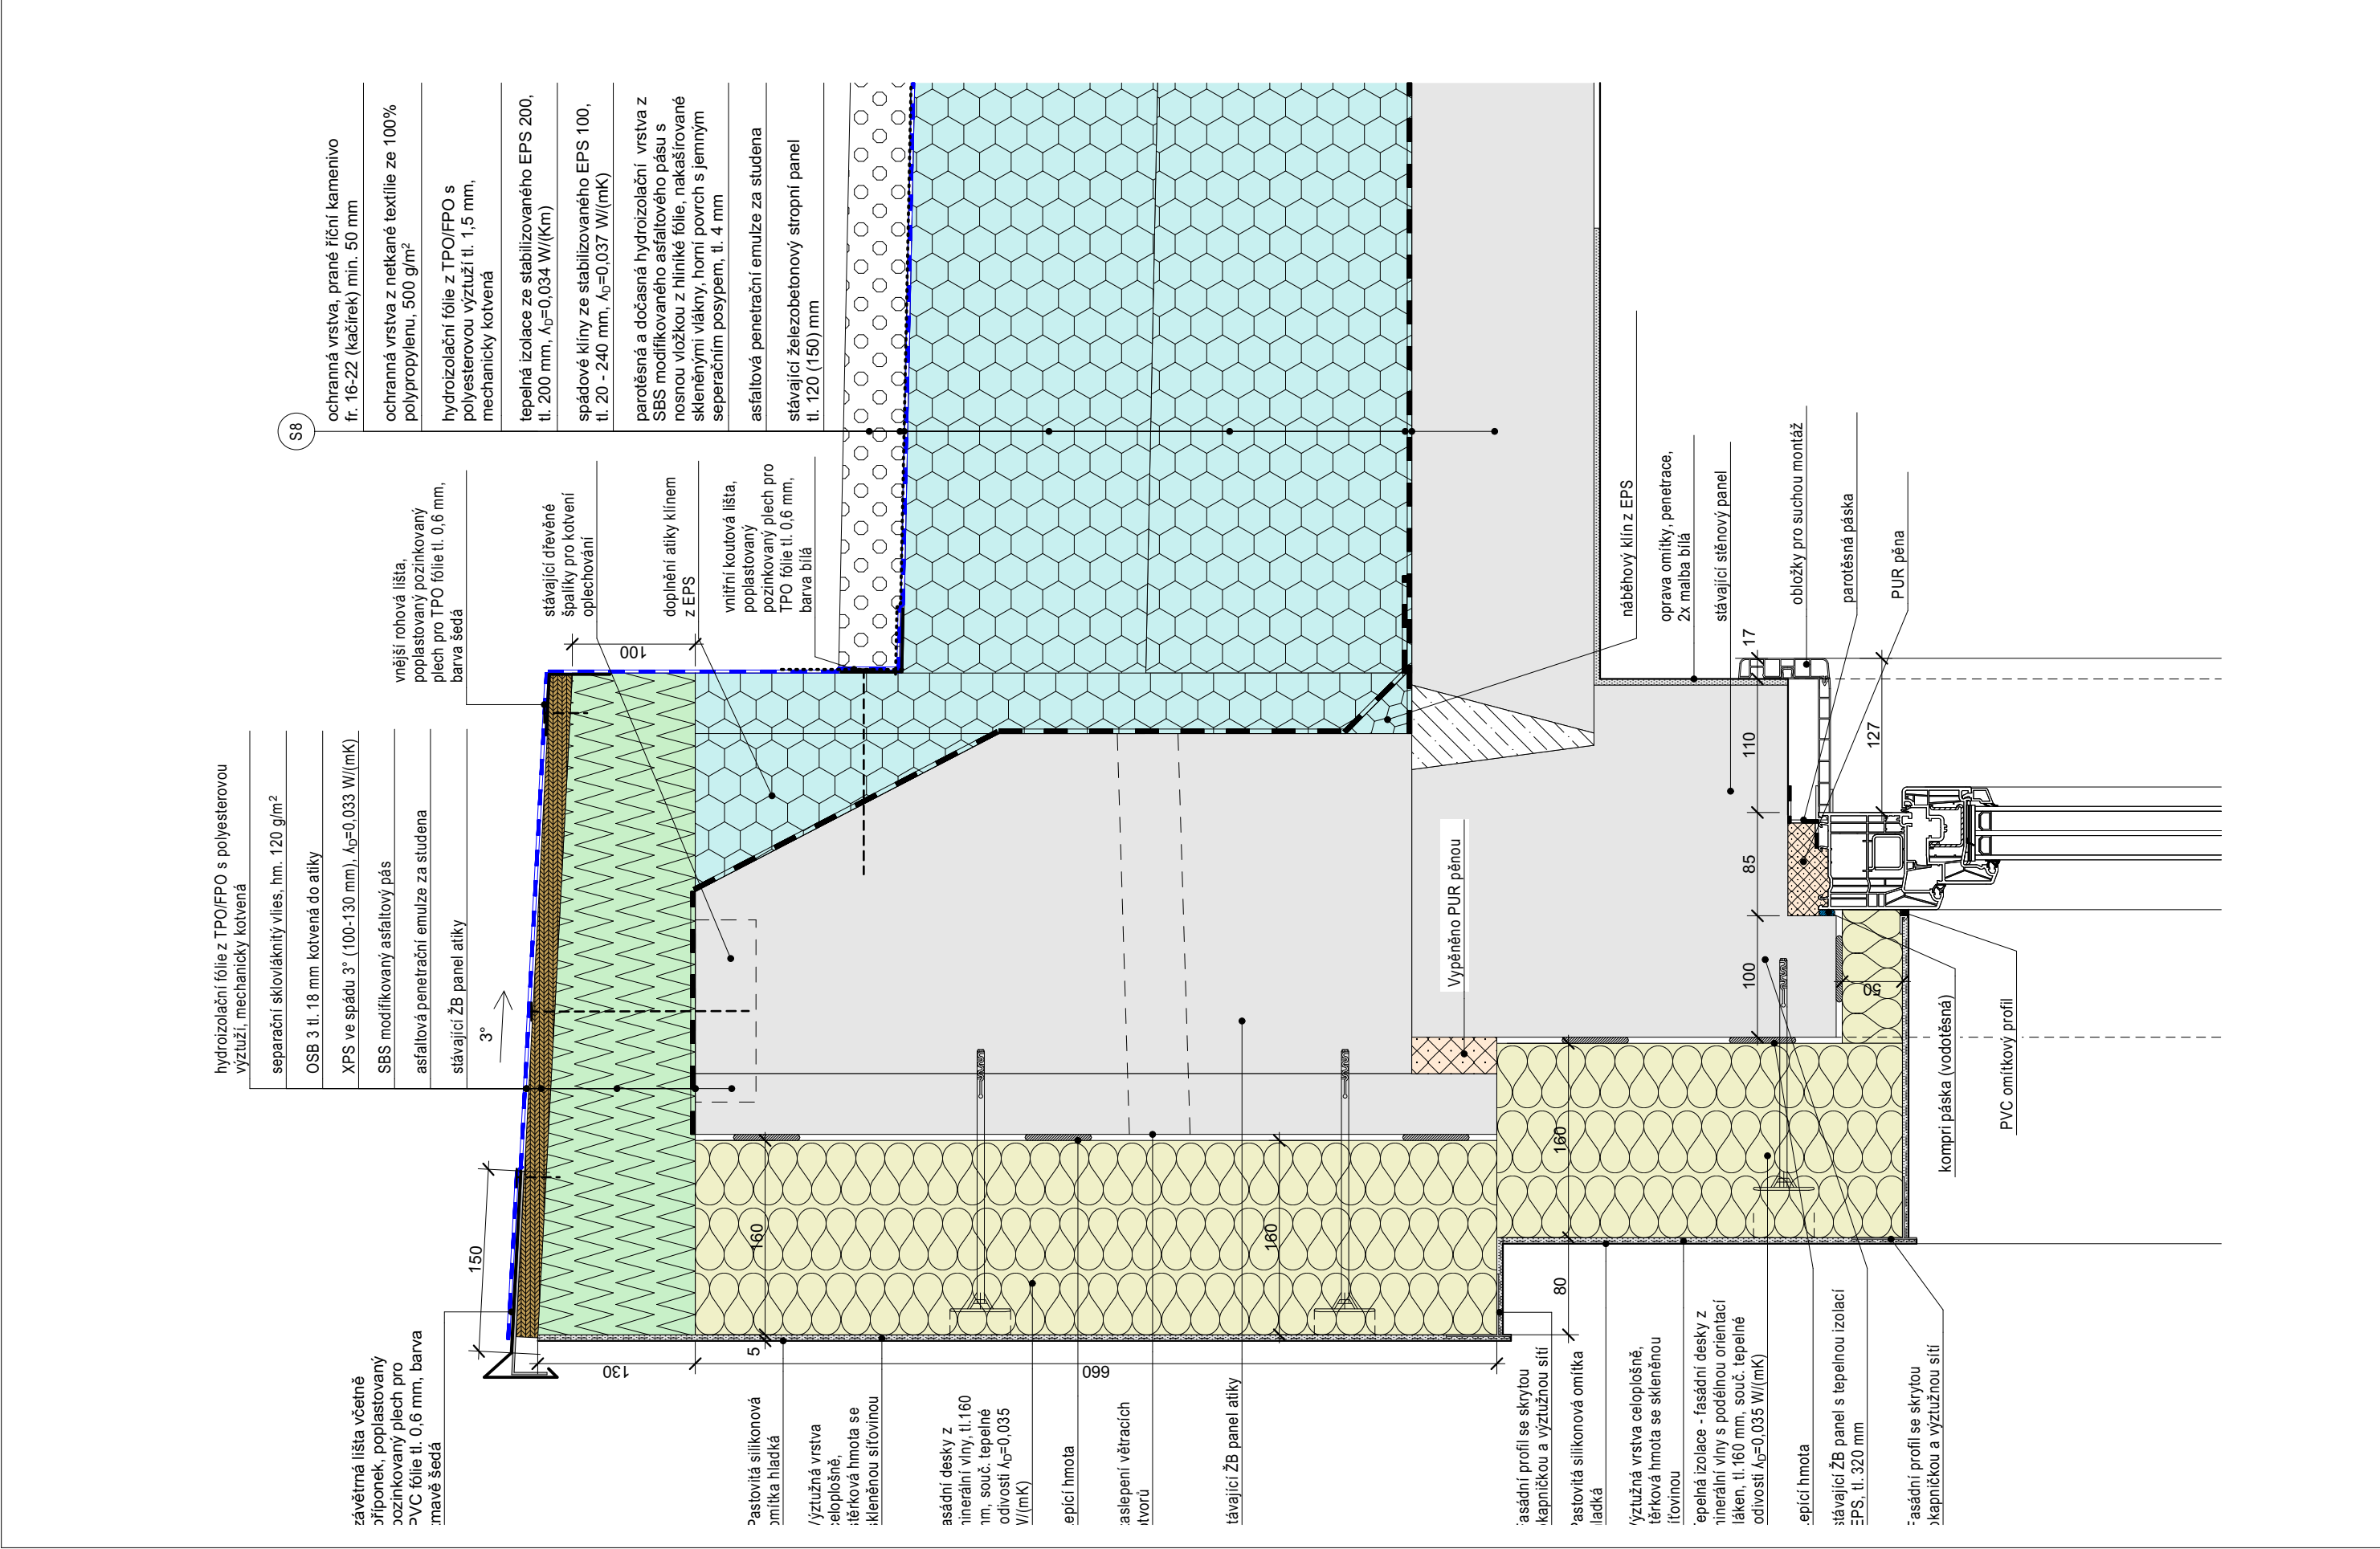 S8
ochranná vrstva, prané říční kamenivo
fr. 16-22 (kačírek) min. 50 mm
ochranná vrstva z netkané textílie ze 100%
polypropylenu, 500 g/m²
hydroizolační fólie z TPO/FPO s
polyesterovou výztuží tl. 1,5 mm,
mechanicky kotvená
tepelná izolace ze stabilizovaného EPS 200,
tl. 200 mm, λD=0,034 W/(Km)
spádové klíny ze stabilizovaného EPS 100,
tl. 20 - 240 mm, λD=0,037 W/(mK)
parotěsná a dočasná hydroizolační vrstva z
SBS modifikovaného asfaltového pásu s
nosnou vložkou z hliníké fólie, nakašírované
skleněnými vlákny, horní povrch s jemným
seperačním posypem, tl. 4 mm
asfaltová penetrační emulze za studena
stávající železobetonový stropní panel
tl. 120 (150) mm
vnější rohová lišta,
poplastovaný pozinkovaný
plech pro TPO fólie tl. 0,6 mm,
barva šedá
stávající dřevěné
špalíky pro kotvení
oplechování
doplnění atiky klínem
z EPS
vnitřní koutová lišta,
poplastovaný
pozinkovaný plech pro
TPO fólie tl. 0,6 mm,
barva bílá
náběhový klín z EPS
oprava omítky, penetrace,
2x malba bílá
stávající stěnový panel
obložky pro suchou montáž
parotěsná páska
PUR pěna
hydroizolační fólie z TPO/FPO s polyesterovou
výztuží, mechanicky kotvená
separační sklovláknitý vlies, hm. 120 g/m²
OSB 3 tl. 18 mm kotvená do atiky
XPS ve spádu 3° (100-130 mm), λD=0,033 W/(mK)
SBS modifikovaný asfaltový pás
asfaltová penetrační emulze za studena
stávající ŽB panel atiky
3°
100
17
110
127
85
100
50
Vypěněno PUR pěnou
kompri páska (vodotěsná)
PVC omítkový profil
150
160
160
160
80
5
130
660
závětrná lišta včetně
příponek, poplastovaný
pozinkovaný plech pro
PVC fólie tl. 0,6 mm, barva
tmavě šedá
Pastovitá silikonová
omítka hladká
Výztužná vrstva
celoplošně,
stěrková hmota se
skleněnou síťovinou
asádní desky z
minerální vlny, tl.160
mm, souč. tepelné
odivosti λD=0,035
W/(mK)
epící hmota
zaslepení větracích
otvorů
távající ŽB panel atiky
Fasádní profil se skrytou
okapničkou a výztužnou sítí
Pastovitá silikonová omítka
ladká
Výztužná vrstva celoplošně,
těrková hmota se skleněnou
íťovinou
epelná izolace - fasádní desky z
minerální vlny s podélnou orientací
láken, tl.160 mm, souč. tepelné
odivosti λD=0,035 W/(mK)
epící hmota
stávající ŽB panel s tepelnou izolací
EPS, tl. 320 mm
Fasádní profil se skrytou
okapničkou a výztužnou sítí